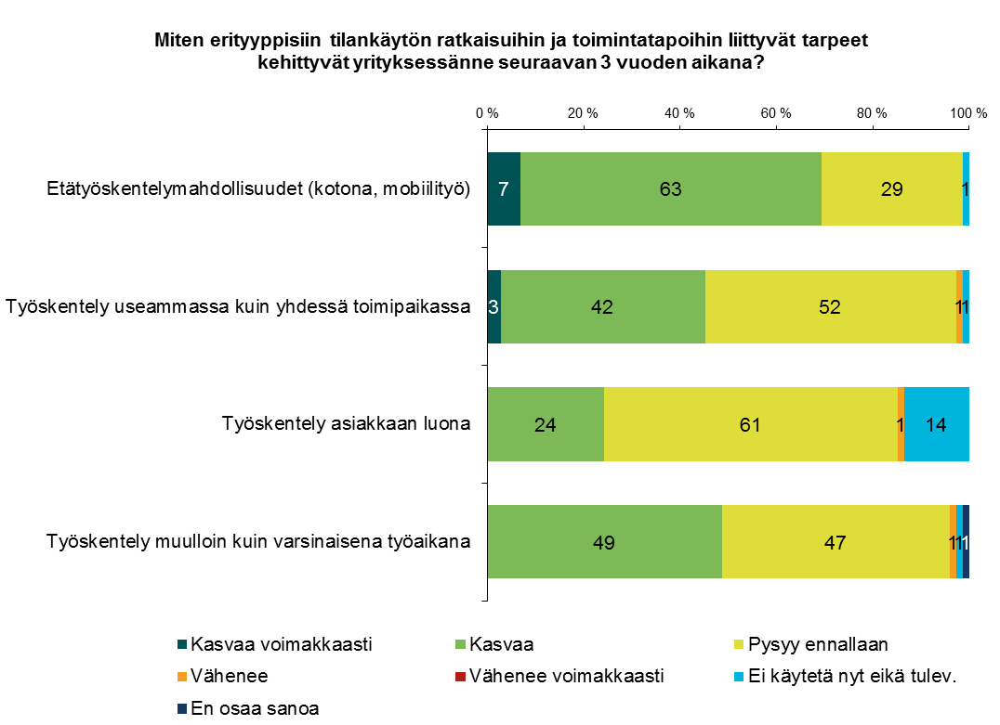 Miten erityyppisiin tilankäytön ratkaisuihin ja toimintatapoihin liittyvät tarpeet
kehittyvät yrityksessänne seuraavan 3 vuoden aikana?
0 % 20 % 40 % 60 % 80 % 100 %
Etätyöskentelymahdollisuudet (kotona, mobiilityö) 7 63 29 1
Työskentely useammassa kuin yhdessä toimipaikassa 3 42 52 1 1
Työskentely asiakkaan luona 24 61 1 14
Työskentely muulloin kuin varsinaisena työaikana 49 47 1 1 1
Kasvaa voimakkaasti Kasvaa Pysyy ennallaan
Vähenee Vähenee voimakkaasti Ei käytetä nyt eikä tulev.
En osaa sanoa